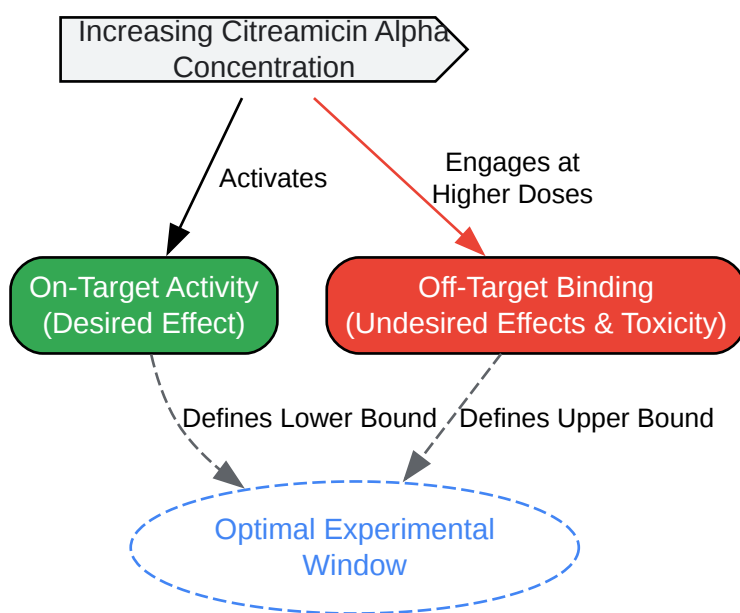 Increasing Citreamicin Alpha
Concentration
Activates
Engages at
Higher Doses
On-Target Activity
(Desired Effect)
Off-Target Binding
(Undesired Effects & Toxicity)
Defines Lower Bound
Defines Upper Bound
Optimal Experimental
Window